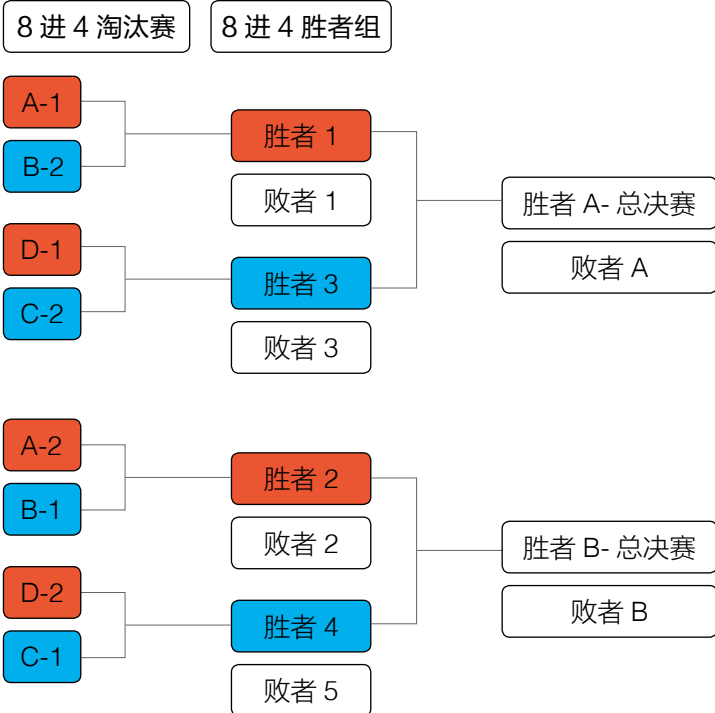 8 进 4 淘汰赛
8 进 4 胜者组
A-1
B-2
胜者 1
败者 1
胜者 A- 总决赛
败者 A
D-1
C-2
胜者 3
败者 3
A-2
B-1
胜者 2
败者 2
胜者 B- 总决赛
败者 B
D-2
C-1
胜者 4
败者 5